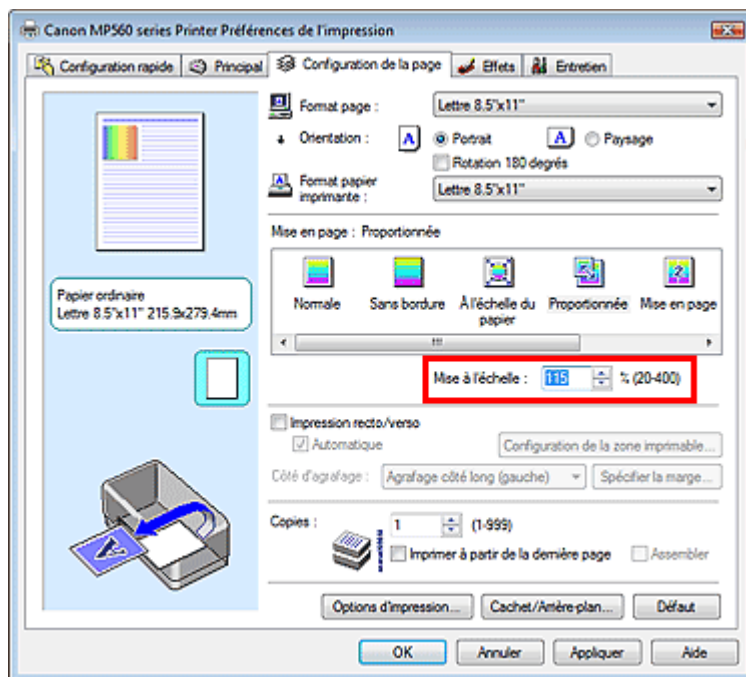 Canon MP560 series Printer Préférences de l'impression
Configuration rapide Principal Configuration de la page Effets Entretien
Format page : Lettre 8.5"x11"
Orientation : A Portrait A Paysage
Rotation 180 degrés
Format papier
imprimante : Lettre 8.5"x11"
Mise en page : Proportionnée
Normale Sans bordure À l'échelle du
papier Proportionnée Mise en page
Papier ordinaire
Lettre 8.5"x11" 215.9x279.4mm
Mise à l'échelle : 115 % (20-400)
Impression recto/verso
Automatique Configuration de la zone imprimable...
Côté d'agrafage : Agrafage côté long (gauche) Spécifier la marge...
Copies : 1 (1-999)
Imprimer à partir de la dernière page Assembler
Options d'impression... Cachet/Arrière-plan... Défaut
OK Annuler Appliquer Aide